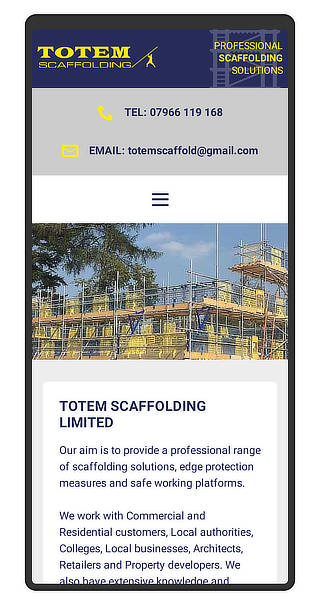 TOTEM
SCAFFOLDING
PROFESSIONAL
SCAFFOLDING
SOLUTIONS
TEL: 07966 119 168
EMAIL: totemscaffold@gmail.com
TOTEM SCAFFOLDING
LIMITED
Our aim is to provide a professional range
of scaffolding solutions, edge protection
measures and safe working platforms.
We work with Commercial and
Residential customers, Local authorities,
Colleges, Local businesses, Architects,
Retailers and Property developers. We
also have extensive knowledge and